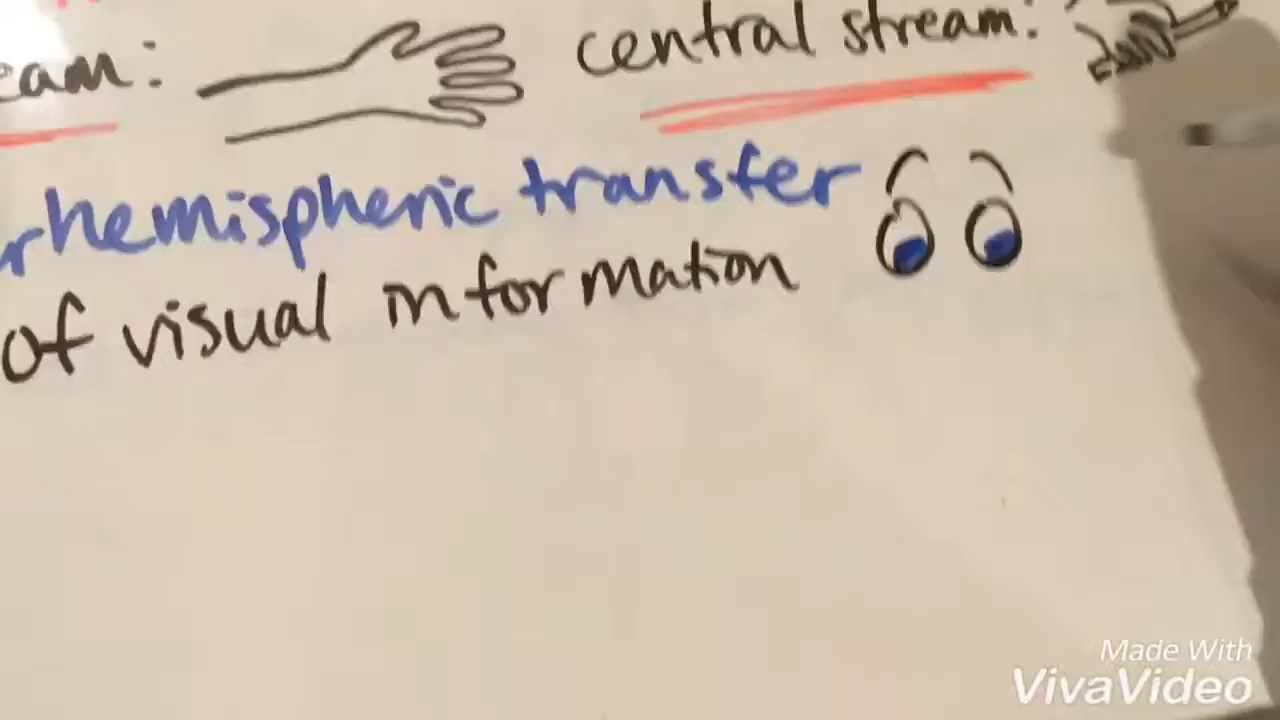 eam: central stream:
rhemispheric transfer
of visual information
Made With
VivaVideo